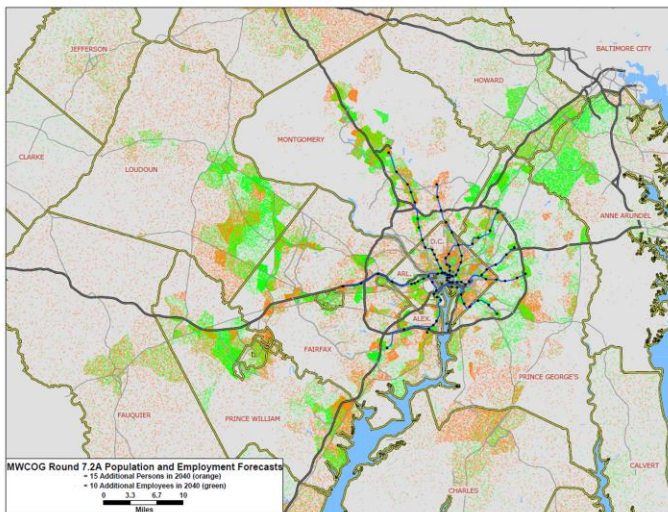 JEFFERSON
BALTIMORE CITY
HOWARD
MONTGOMERY
CLARKE
LOUDOUN
ANNE ARUNDEL
D.C.
ARL.
ALEX.
FAIRFAX
PRINCE GEORGE'S
FAUQUIER
PRINCE WILLIAM
CALVERT
CHARLES
MWCOG Round 7.2A Population and Employment Forecasts
= 15 Additional Persons in 2040 (orange)
= 10 Additional Employees in 2040 (green)
0 3.3 6.7 10
Miles